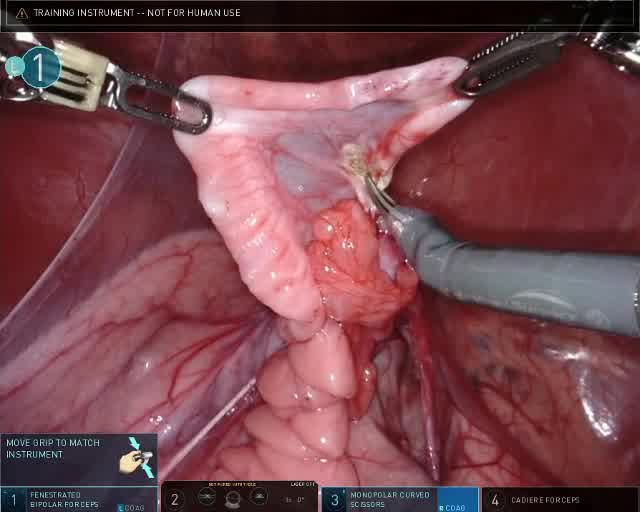 TRAINING INSTRUMENT -- NOT FOR HUMAN USE
1
MOVE GRIP TO MATCH
INSTRUMENT
1 FENESTRATED
BIPOLAR FORCEPS
COAG
2
3 MONOPOLAR CURVED
SCISSORS
COAG
4 CADIERE FORCEPS